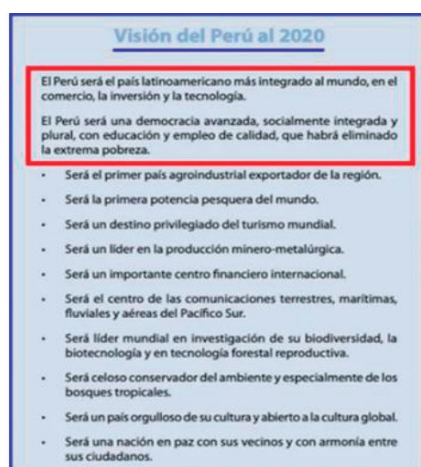 Visión del Perú al 2020
El Perú será el país latinoamericano más integrado al mundo, en el
comercio, la inversión y la tecnología.
El Perú será una democracia avanzada, socialmente integrada y
plural, con educación y empleo de calidad, que habrá eliminado
la extrema pobreza.
• Será el primer país agroindustrial exportador de la región.
• Será la primera potencia pesquera del mundo.
• Será un destino privilegiado del turismo mundial.
• Será un líder en la producción minero-metalúrgica.
• Será un importante centro financiero internacional.
• Será el centro de las comunicaciones terrestres, marítimas,
fluviales y aéreas del Pacífico Sur.
• Será líder mundial en investigación de su biodiversidad, la
biotecnología y en tecnología forestal reproductiva.
• Será celoso conservador del ambiente y especialmente de los
bosques tropicales.
• Será un país orgulloso de su cultura y abierto a la cultura global.
• Será una nación en paz con sus vecinos y con armonía entre
sus ciudadanos.